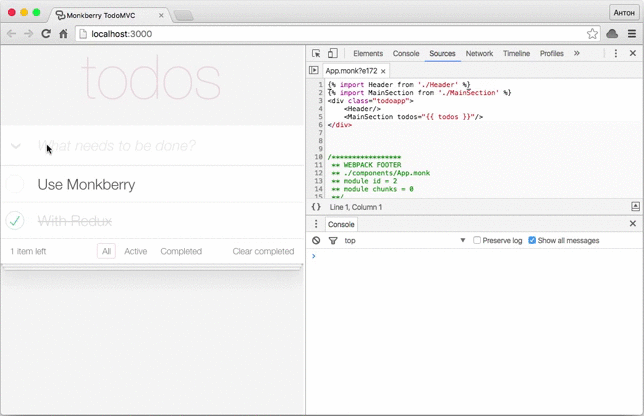 Monkberry TodoMVC
Антон
localhost:3000
todos
What needs to be done?
Use Monkberry
With Redux
1 item left
All
Active
Completed
Clear completed
Elements
Console
Sources
Network
Timeline
Profiles
App.monk?e172
1 {% import Header from './Header' %}
2 {% import MainSection from './MainSection' %}
3 <div class="todoapp">
4 <Header/>
5 <MainSection todos="{{ todos }}"/>
6 </div>
7
8
9
10 /*****************
11 ** WEBPACK FOOTER
12 ** ./components/App.monk
13 ** module id = 2
14 ** module chunks = 0
15 **/
{} Line 1, Column 1
Console
top
Preserve log
Show all messages